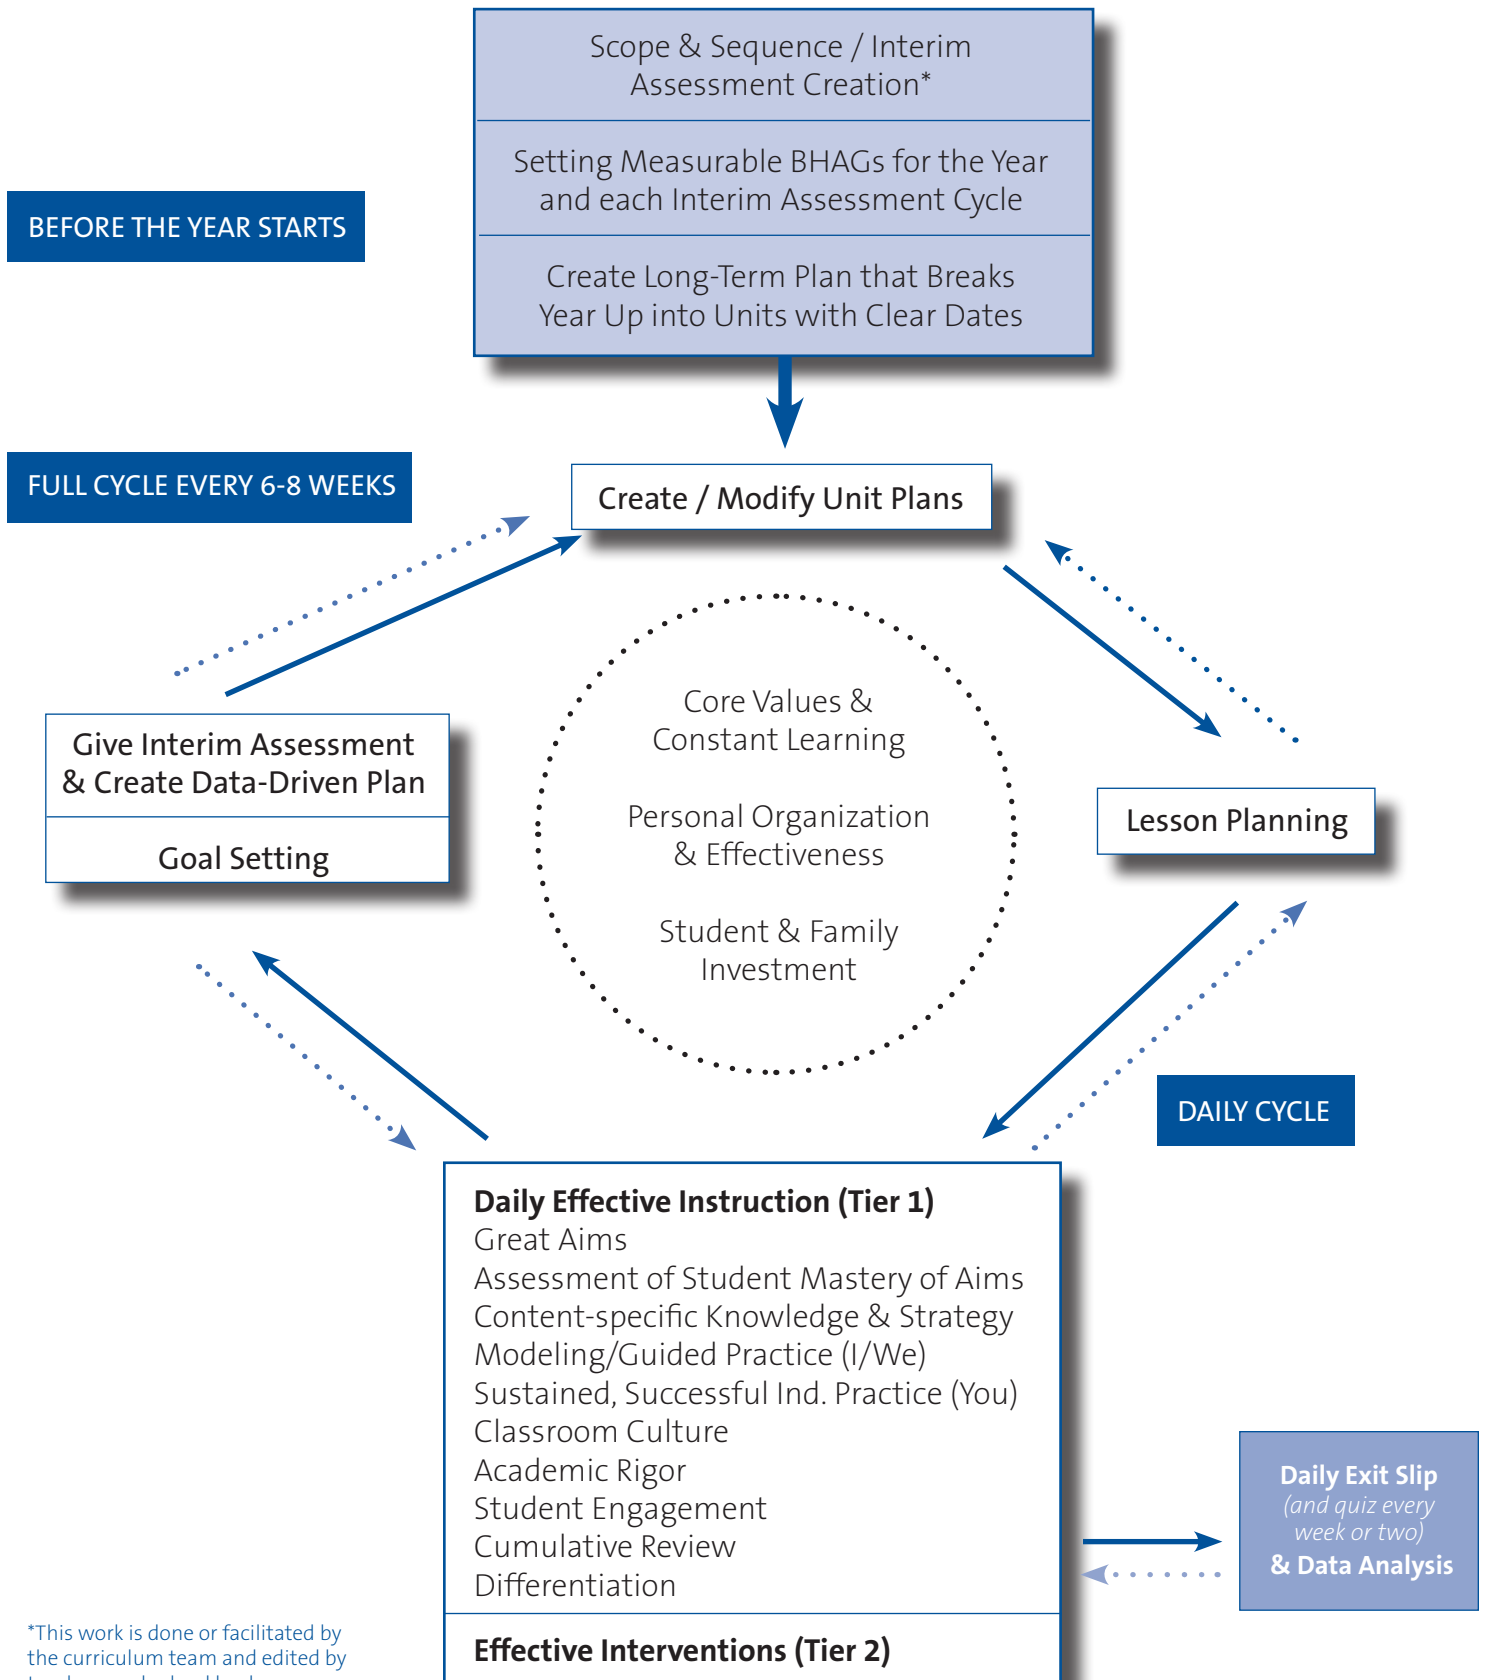 Scope & Sequence / Interim
Assessment Creation*
Setting Measurable BHAGs for the Year
and each Interim Assessment Cycle
BEFORE THE YEAR STARTS
Create Long-Term Plan that Breaks
Year Up into Units with Clear Dates
FULL CYCLE EVERY 6-8 WEEKS
Create / Modify Unit Plans
Core Values &
Constant Learning
Personal Organization
& Effectiveness
Student & Family
Investment
Give Interim Assessment
& Create Data-Driven Plan
Goal Setting
Lesson Planning
DAILY CYCLE
Daily Effective Instruction (Tier 1)
Great Aims
Assessment of Student Mastery of Aims
Content-specific Knowledge & Strategy
Modeling/Guided Practice (I/We)
Sustained, Successful Ind. Practice (You)
Classroom Culture
Academic Rigor
Student Engagement
Cumulative Review
Differentiation
Daily Exit Slip
(and quiz every
week or two)
& Data Analysis
Effective Interventions (Tier 2)
*This work is done or facilitated by
the curriculum team and edited by